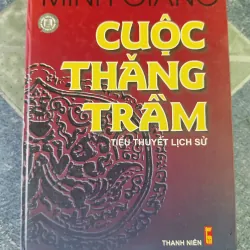 MINH GIANG
CUỘC
THĂNG
TRẦM
TIỂU THUYẾT LỊCH SỬ
THANH NIÊN